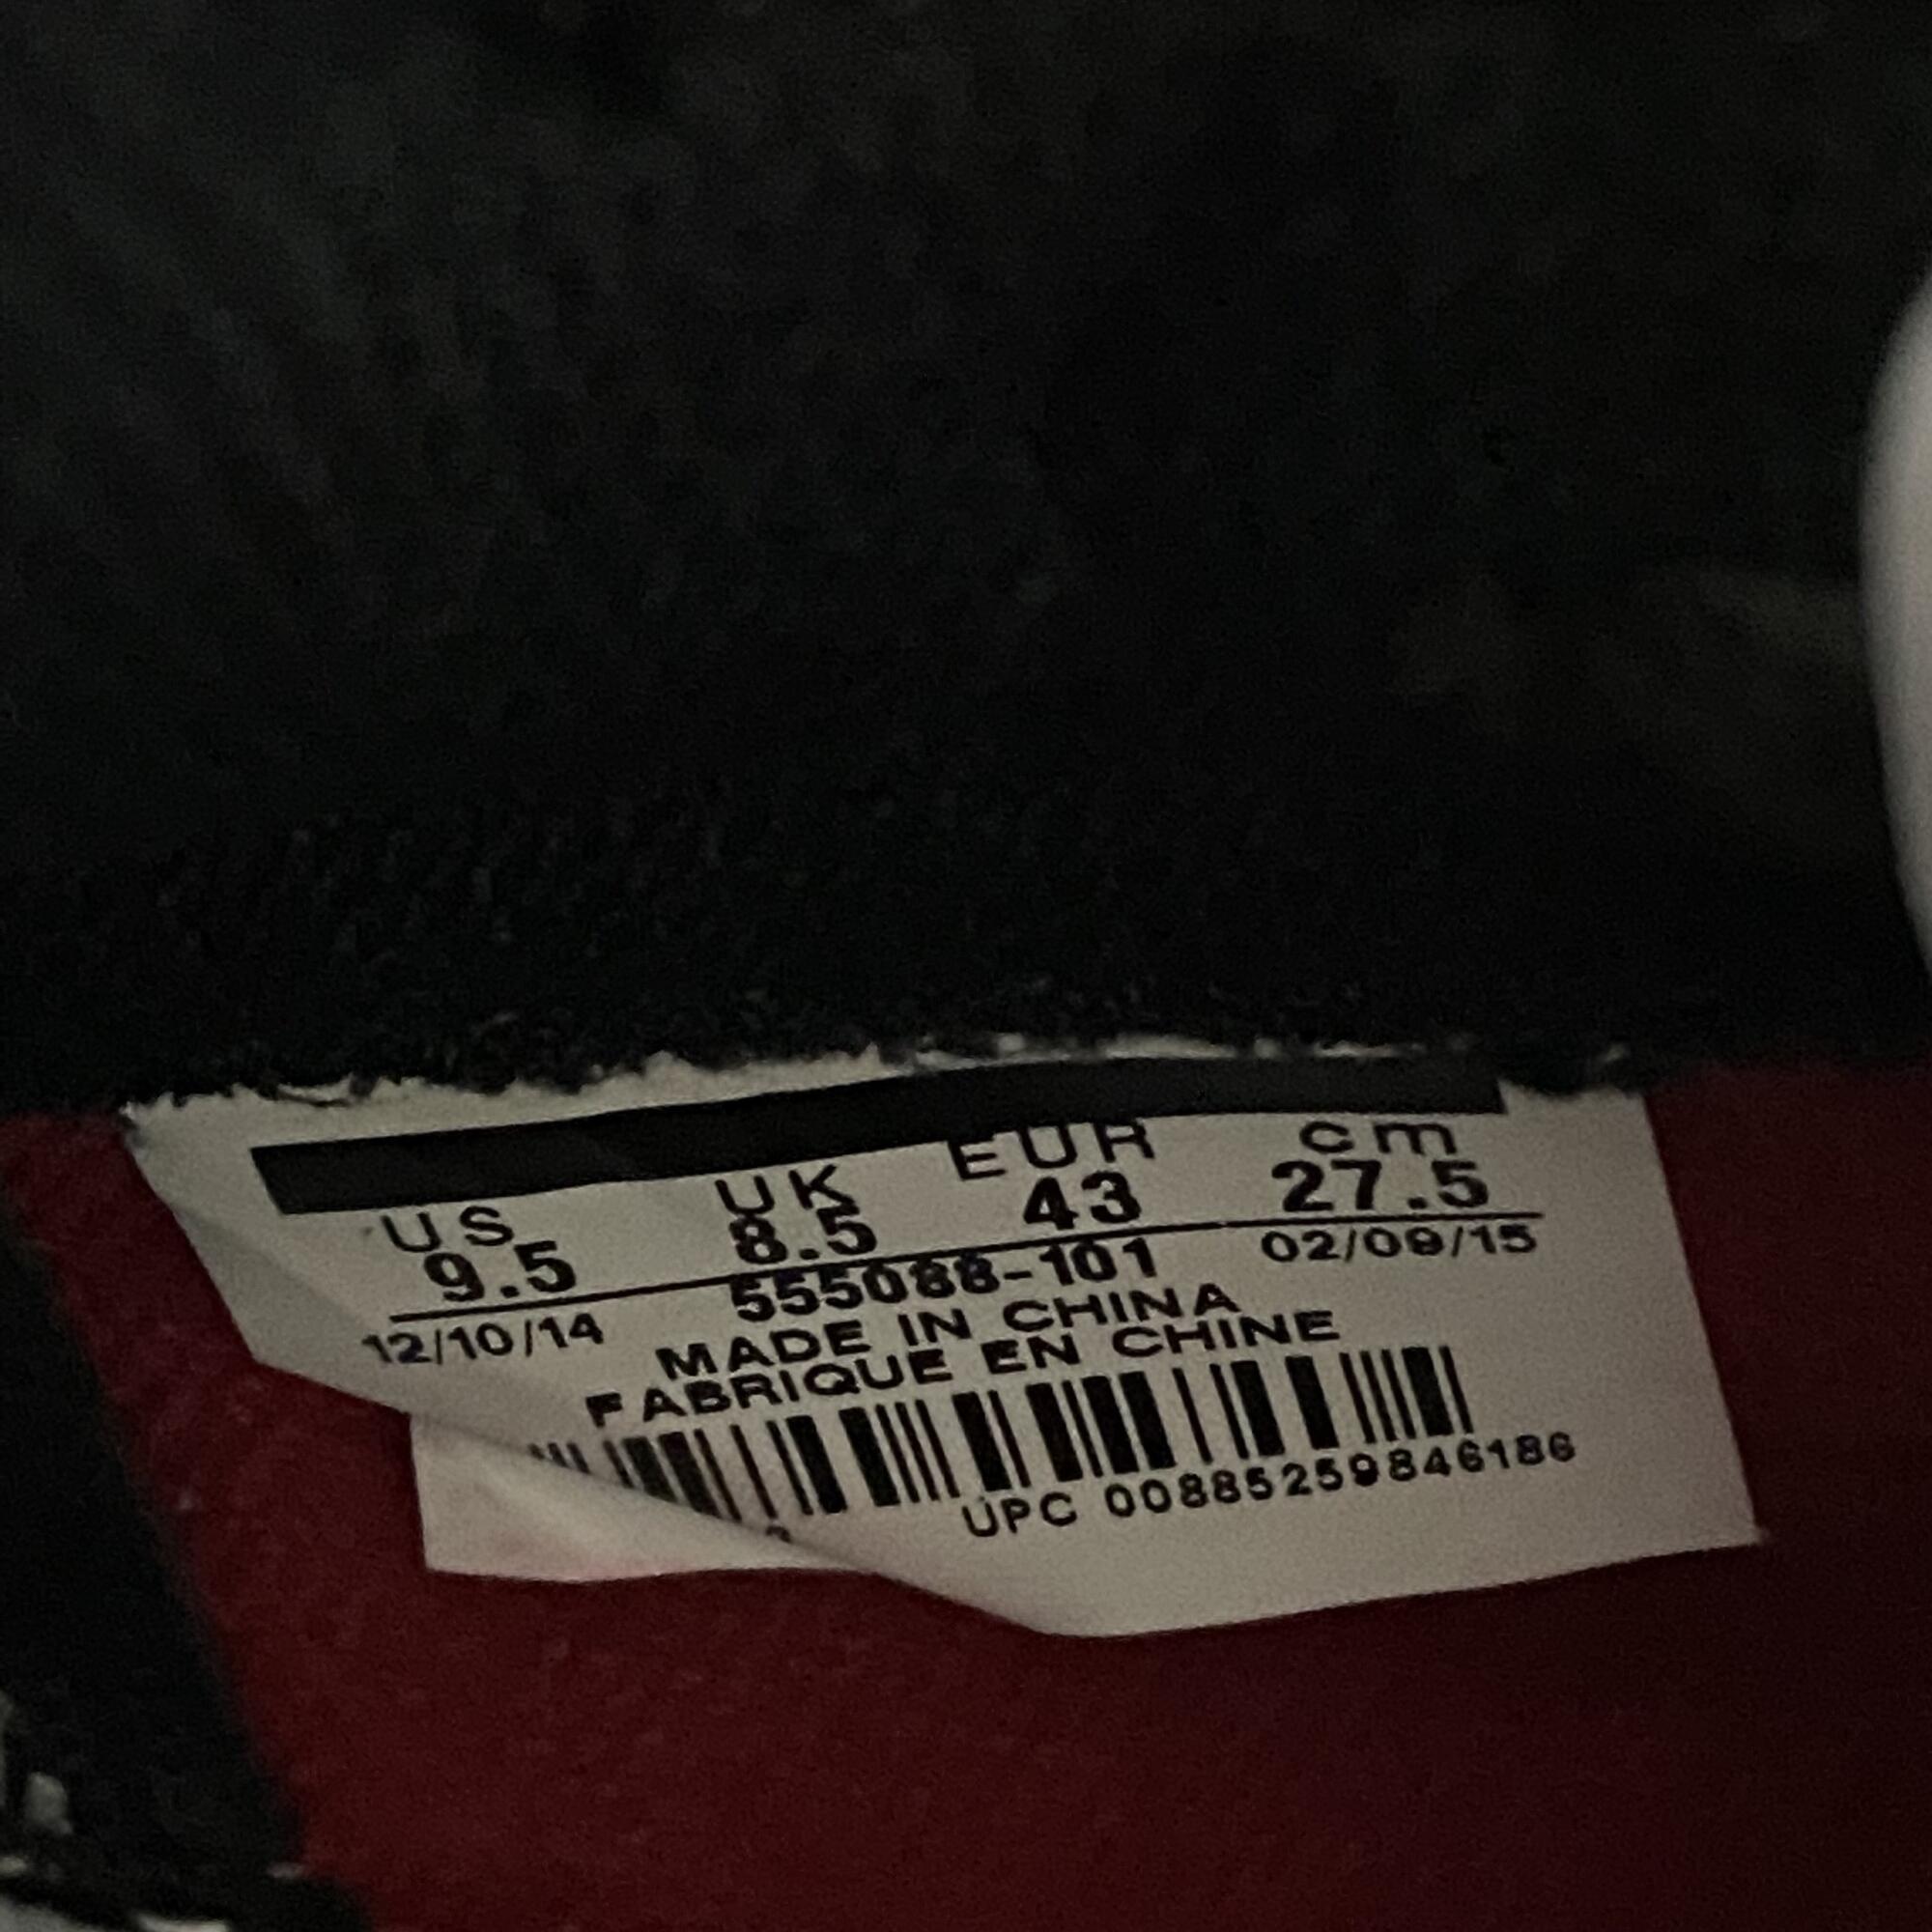 US UK EUR cm
9.5 8.5 43 27.5
12/10/14 555088-101 02/09/15
MADE IN CHINA
FABRIQUE EN CHINE
UPC 00885259846186